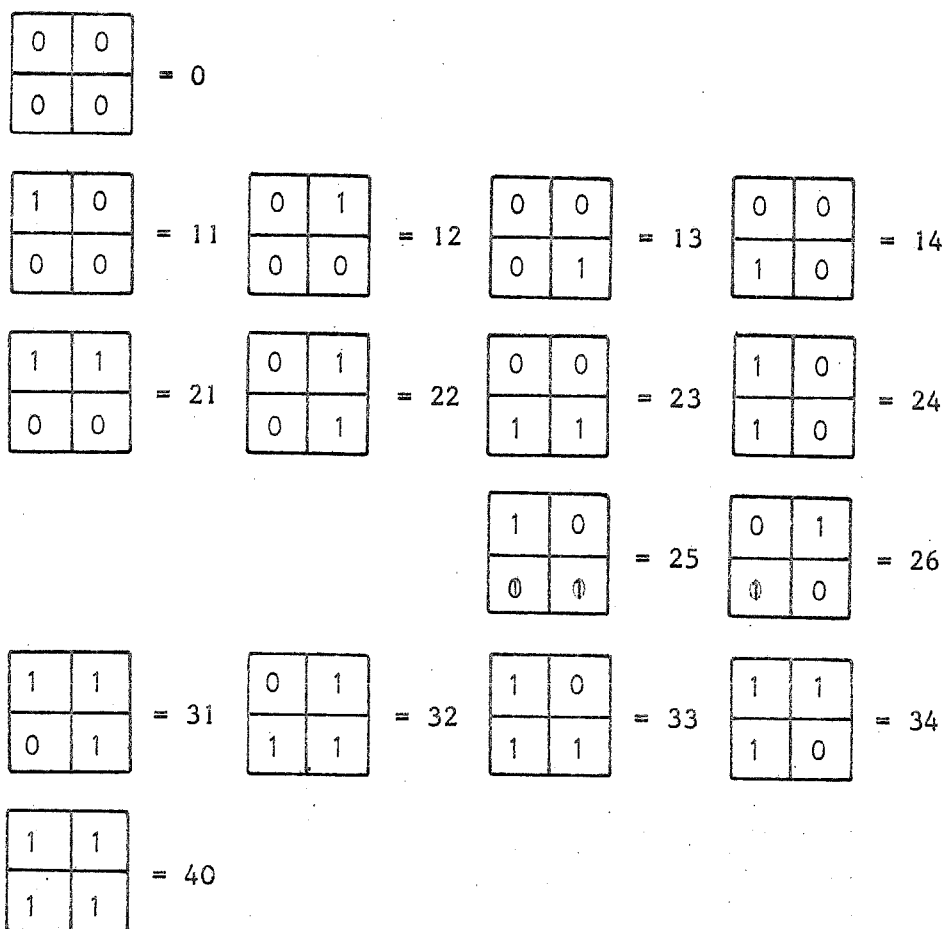 0 0
= 0
0 0
1 0 0 1 0 0 0 0
= 11 = 12 = 13 = 14
0 0 0 0 0 1 1 0
1 1 0 1 0 0 1 0
= 21 = 22 = 23 = 24
0 0 0 1 1 1 1 0
1 0 0 1
= 25 = 26
0
1 1 0 1 1 0 1 1
= 31 = 32 = 33 = 34
0 1 1 1 1 1 1 0
1 1
= 40
1 1